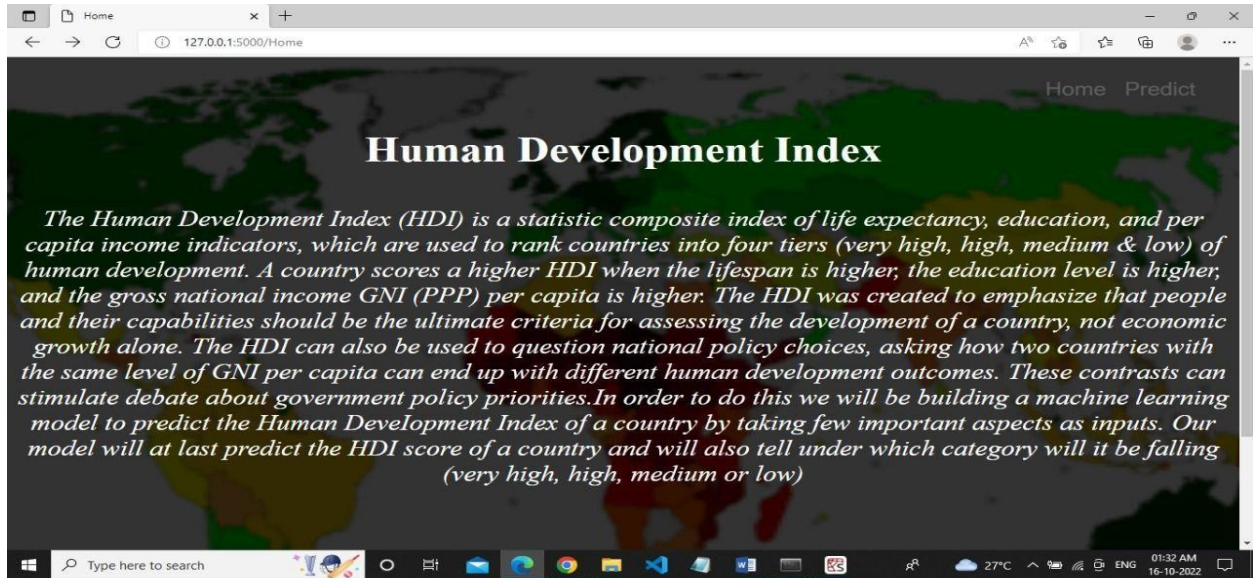 Home
127.0.0.1:5000/Home
Home Predict
Human Development Index
The Human Development Index (HDI) is a statistic composite index of life expectancy, education, and per
capita income indicators, which are used to rank countries into four tiers (very high, high, medium & low) of
human development. A country scores a higher HDI when the lifespan is higher, the education level is higher,
and the gross national income GNI (PPP) per capita is higher. The HDI was created to emphasize that people
and their capabilities should be the ultimate criteria for assessing the development of a country, not economic
growth alone. The HDI can also be used to question national policy choices, asking how two countries with
the same level of GNI per capita can end up with different human development outcomes. These contrasts can
stimulate debate about government policy priorities.In order to do this we will be building a machine learning
model to predict the Human DeveIopment Index of a country by taking few important aspects as inputs. Our
model will at last predict the HDI score of a country and will also tell under which category will it be falling
(very high, high, medium or low)
Type here to search
27°C
ENG
01:32 AM
16-10-2022